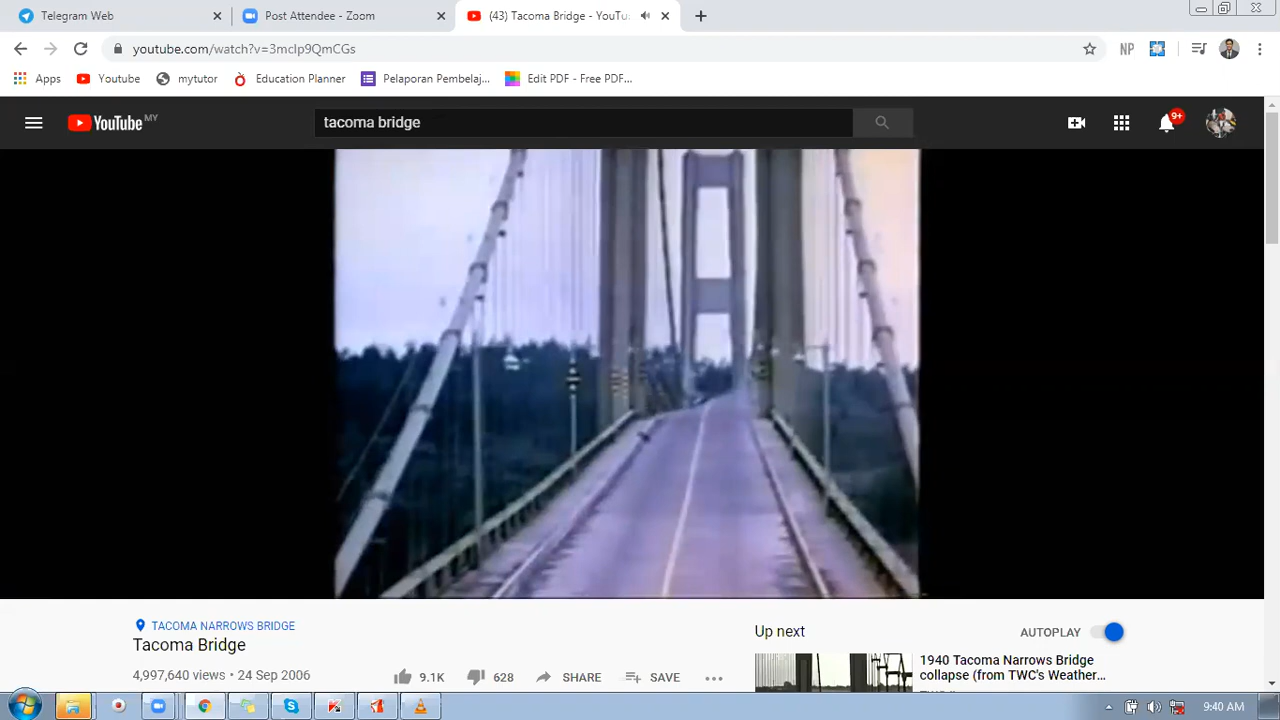 Telegram Web
Post Attendee - Zoom
(43) Tacoma Bridge - YouTu
youtube.com/watch?v=3mclp9QmCGs
NP
Apps
Youtube
mytutor
Education Planner
Pelaporan Pembelaj...
Edit PDF - Free PDF...
YouTube MY
tacoma bridge
9+
TACOMA NARROWS BRIDGE
Tacoma Bridge
4,997,640 views • 24 Sep 2006
9.1K
628
SHARE
SAVE
Up next
AUTOPLAY
1940 Tacoma Narrows Bridge
collapse (from TWC's Weather...
9:40 AM